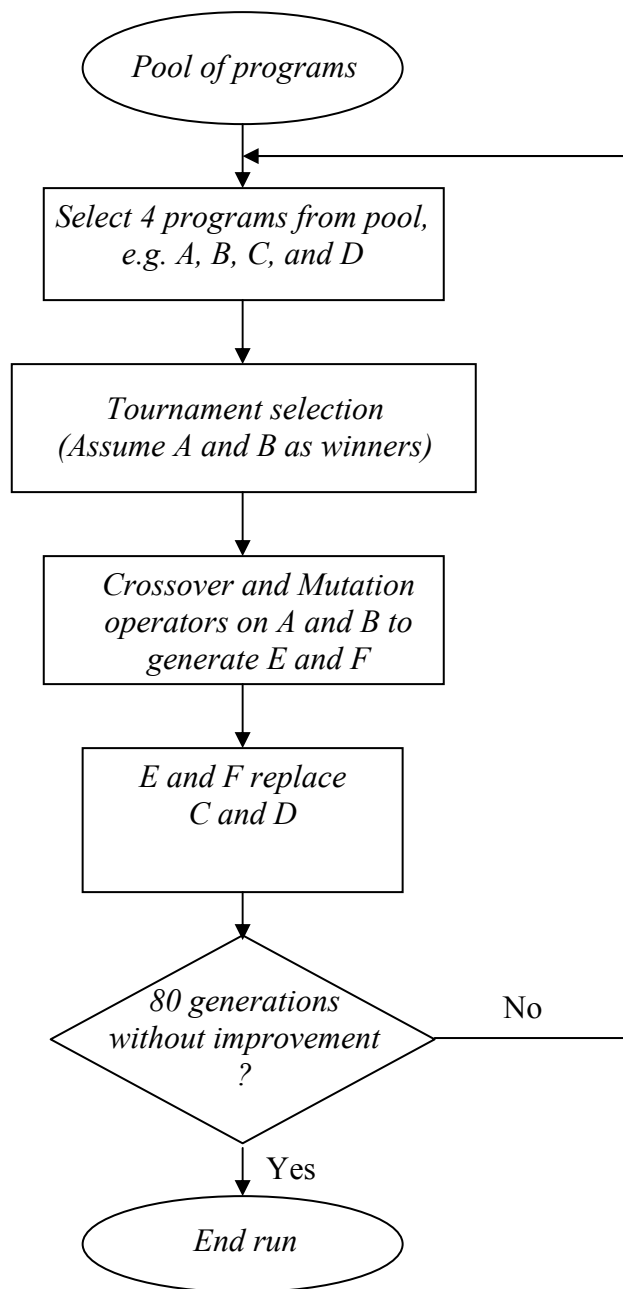 Pool of programs
Select 4 programs from pool,
e.g. A, B, C, and D
Tournament selection
(Assume A and B as winners)
Crossover and Mutation
operators on A and B to
generate E and F
E and F replace
C and D
80 generations
without improvement
?
No
Yes
End run